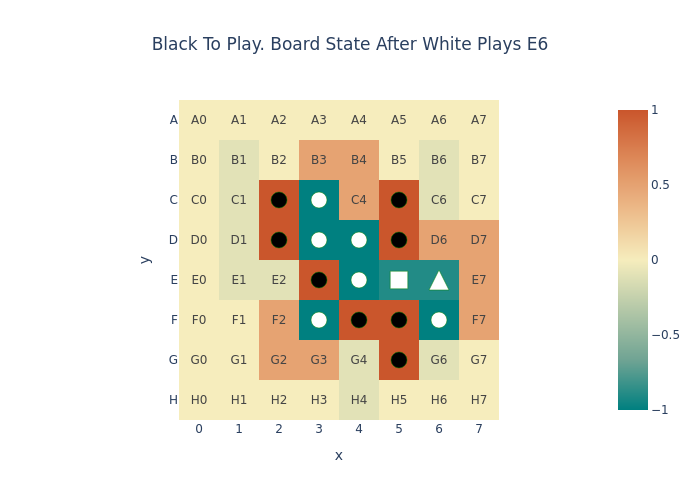 Black To Play. Board State After White Plays E6
A A0 A1 A2 A3 A4 A5 A6 A7
B B0 B1 B2 B3 B4 B5 B6 B7
C C0 C1 C4 C6 C7
D D0 D1 D6 D7
E E0 E1 E2 E7
F F0 F1 F2 F7
G G0 G1 G2 G3 G4 G6 G7
H H0 H1 H2 H3 H4 H5 H6 H7
0 1 2 3 4 5 6 7
x
y
1
0.5
0
−0.5
−1